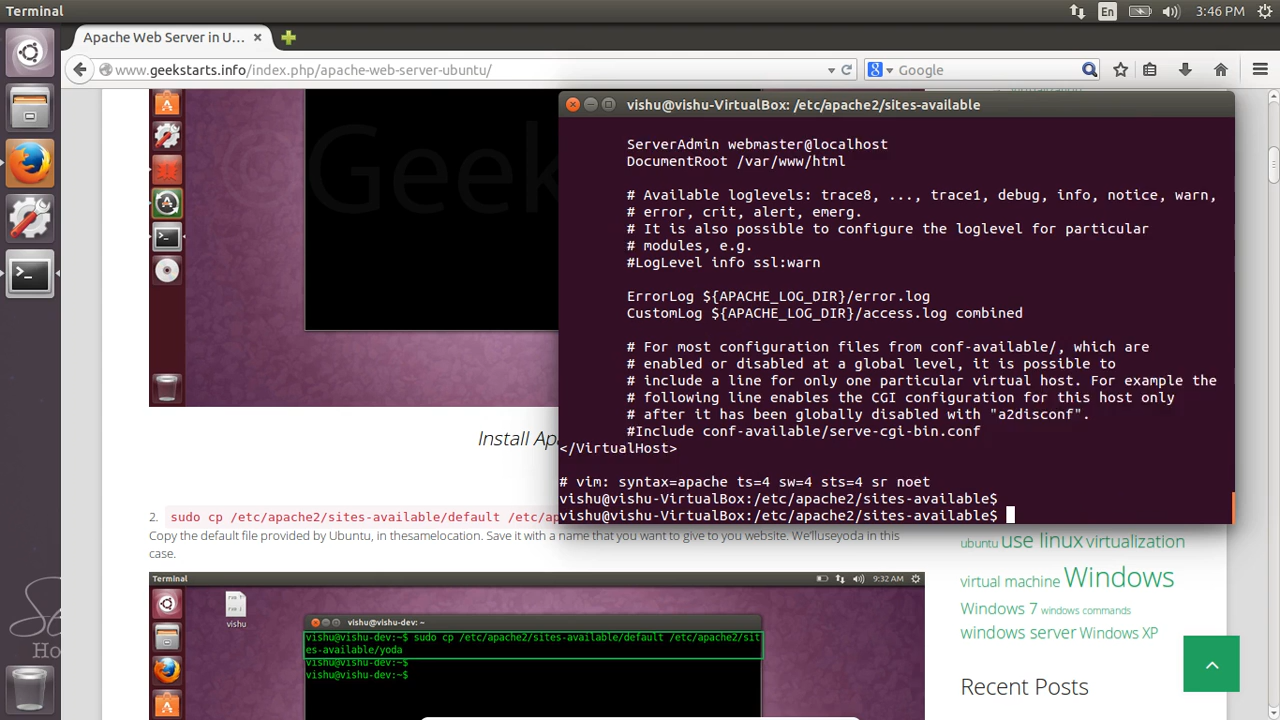 Terminal
En
3:46 PM
Apache Web Server in U...
www.geekstarts.info/index.php/apache-web-server-ubuntu/
Google
vishu@vishu-VirtualBox: /etc/apache2/sites-available
ServerAdmin webmaster@localhost
DocumentRoot /var/www/html
# Available loglevels: trace8, ..., trace1, debug, info, notice, warn,
# error, crit, alert, emerg.
# It is also possible to configure the loglevel for particular
# modules, e.g.
#LogLevel info ssl:warn
ErrorLog ${APACHE_LOG_DIR}/error.log
CustomLog ${APACHE_LOG_DIR}/access.log combined
# For most configuration files from conf-available/, which are
# enabled or disabled at a global level, it is possible to
# include a line for only one particular virtual host. For example the
# following line enables the CGI configuration for this host only
# after it has been globally disabled with "a2disconf".
#Include conf-available/serve-cgi-bin.conf
</VirtualHost>
# vim: syntax=apache ts=4 sw=4 sts=4 sr noet
vishu@vishu-VirtualBox:/etc/apache2/sites-available$
vishu@vishu-VirtualBox:/etc/apache2/sites-available$
©Geek
Install Ap
2. sudo cp /etc/apache2/sites-available/default /etc/ap
Copy the default file provided by Ubuntu, in thesamelocation. Save it with a name that you want to give to you website. We'lluseyoda in this
case.
Terminal
9:32 AM
vishu
vishu@vishu-dev: ~
vishu@vishu-dev:~$ sudo cp /etc/apache2/sites-available/default /etc/apache2/sit
es-available/yoda
vishu@vishu-dev:~$
vishu@vishu-dev:~$
ubuntu use linux virtualization
virtual machine Windows
Windows 7 windows commands
windows server Windows XP
Recent Posts